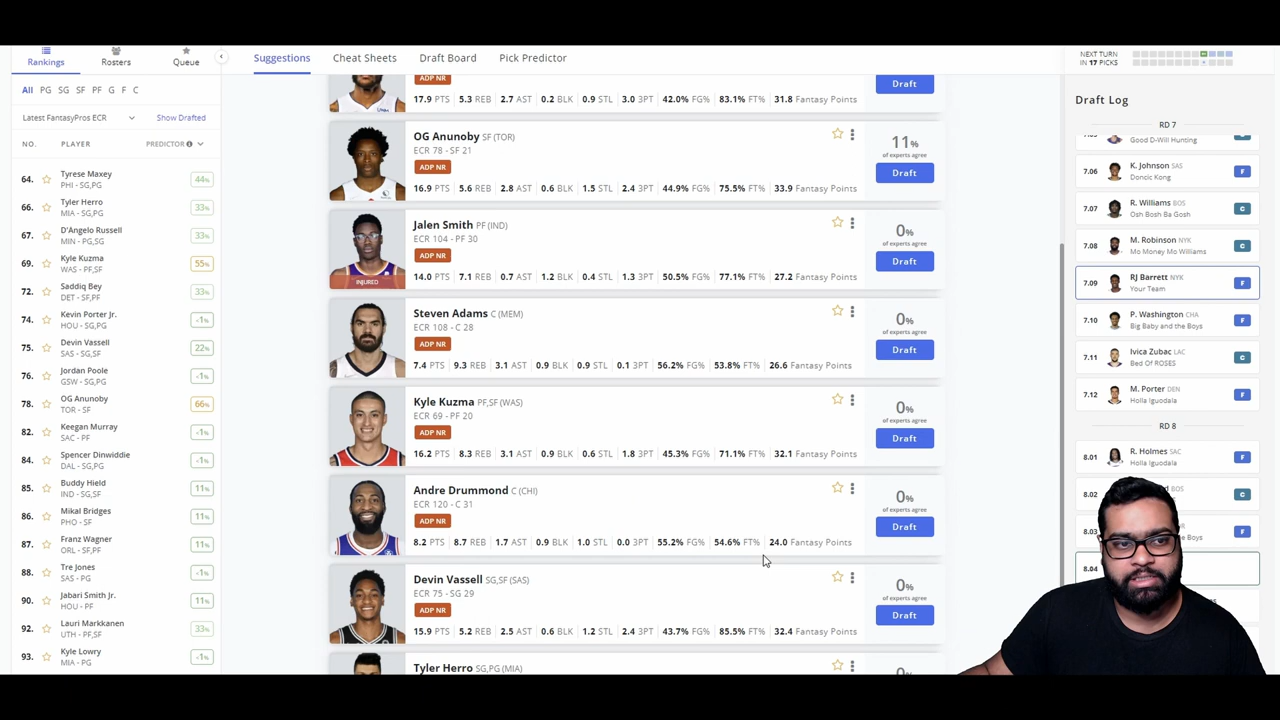 Rankings
Rosters
Queue
All PG SG SF PF G F C
Latest FantasyPros ECR
Show Drafted
NO. PLAYER PREDICTOR
64. Tyrese Maxey 44%
PHI - SG,PG
66. Tyler Herro 33%
MIA - SG,PG
67. D'Angelo Russell 33%
MIN - PG,SG
69. Kyle Kuzma 55%
WAS - PF,SF
72. Saddiq Bey 33%
DET - SF,PF
74. Kevin Porter Jr. <1%
HOU - SG,PG
75. Devin Vassell 22%
SAS - SG,SF
76. Jordan Poole <1%
GSW - SG,PG
78. OG Anunoby 66%
TOR - SF
82. Keegan Murray <1%
SAC - PF
84. Spencer Dinwiddie <1%
DAL - SG,PG
85. Buddy Hield 11%
IND - SG,SF
86. Mikal Bridges 11%
PHO - SF
87. Franz Wagner 11%
ORL - SF,PF
88. Tre Jones <1%
SAS - PG
90. Jabari Smith Jr. 11%
HOU - PF
92. Lauri Markkanen 33%
UTH - PF,SF
93. Kyle Lowry <1%
MIA - PG
Suggestions Cheat Sheets Draft Board Pick Predictor
ADP NR
17.9 PTS 5.3 REB 2.7 AST 0.2 BLK 0.9 STL 3.0 3PT 42.0% FG% 83.1% FT% 31.8 Fantasy Points
Draft
OG Anunoby SF (TOR)
ECR 78 - SF 21
ADP NR
16.9 PTS 5.6 REB 2.8 AST 0.6 BLK 1.5 STL 2.4 3PT 44.9% FG% 75.5% FT% 33.9 Fantasy Points
11%
of experts agree
Draft
Jalen Smith PF (IND)
ECR 104 - PF 30
ADP NR
INJURED
14.0 PTS 7.1 REB 0.7 AST 1.2 BLK 0.4 STL 1.3 3PT 50.5% FG% 77.1% FT% 27.2 Fantasy Points
0%
of experts agree
Draft
Steven Adams C (MEM)
ECR 108 - C 28
ADP NR
7.4 PTS 9.3 REB 3.1 AST 0.9 BLK 0.9 STL 0.1 3PT 56.2% FG% 53.8% FT% 26.6 Fantasy Points
0%
of experts agree
Draft
Kyle Kuzma PF,SF (WAS)
ECR 69 - PF 20
ADP NR
16.2 PTS 8.3 REB 3.1 AST 0.9 BLK 0.6 STL 1.8 3PT 45.3% FG% 71.1% FT% 32.1 Fantasy Points
0%
of experts agree
Draft
Andre Drummond C (CHI)
ECR 120 - C 31
ADP NR
8.2 PTS 8.7 REB 1.7 AST 0.9 BLK 1.0 STL 0.0 3PT 55.2% FG% 54.6% FT% 24.0 Fantasy Points
0%
of experts agree
Draft
Devin Vassell SG,SF (SAS)
ECR 75 - SG 29
ADP NR
15.9 PTS 5.2 REB 2.5 AST 0.6 BLK 1.2 STL 2.4 3PT 43.7% FG% 85.5% FT% 32.4 Fantasy Points
0%
of experts agree
Draft
Tyler Herro SG,PG (MIA)
NEXT TURN
IN 17 PICKS
Draft Log
RD 7
Good D-Will Hunting
7.06 K. Johnson SAS F
Doncic Kong
7.07 R. Williams BOS C
Osh Bosh Ba Gosh
7.08 M. Robinson NYK C
Mo Money Mo Williams
7.09 RJ Barrett NYK F
Your Team
7.10 P. Washington CHA F
Big Baby and the Boys
7.11 Ivica Zubac LAC C
Bed Of ROSES
7.12 M. Porter DEN F
Holla Iguodala
RD 8
8.01 R. Holmes SAC F
Holla Iguodala
8.02 BOS C
8.03 F
e Boys
8.04